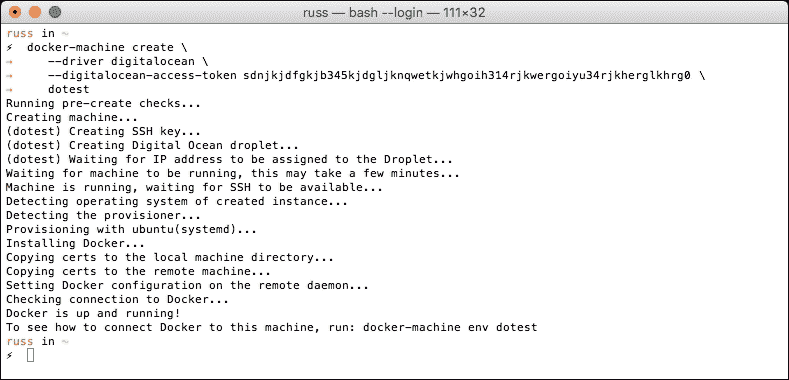 russ — bash --login — 111×32
russ in ~
⚡ docker-machine create \
→ --driver digitalocean \
→ --digitalocean-access-token sdnjkjdfgkjb345kjdgljknqwetkjwhgoih314rjkwergoiyu34rjkherglkhrg0 \
→ dotest
Running pre-create checks...
Creating machine...
(dotest) Creating SSH key...
(dotest) Creating Digital Ocean droplet...
(dotest) Waiting for IP address to be assigned to the Droplet...
Waiting for machine to be running, this may take a few minutes...
Machine is running, waiting for SSH to be available...
Detecting operating system of created instance...
Detecting the provisioner...
Provisioning with ubuntu(systemd)...
Installing Docker...
Copying certs to the local machine directory...
Copying certs to the remote machine...
Setting Docker configuration on the remote daemon...
Checking connection to Docker...
Docker is up and running!
To see how to connect Docker to this machine, run: docker-machine env dotest
russ in ~
⚡